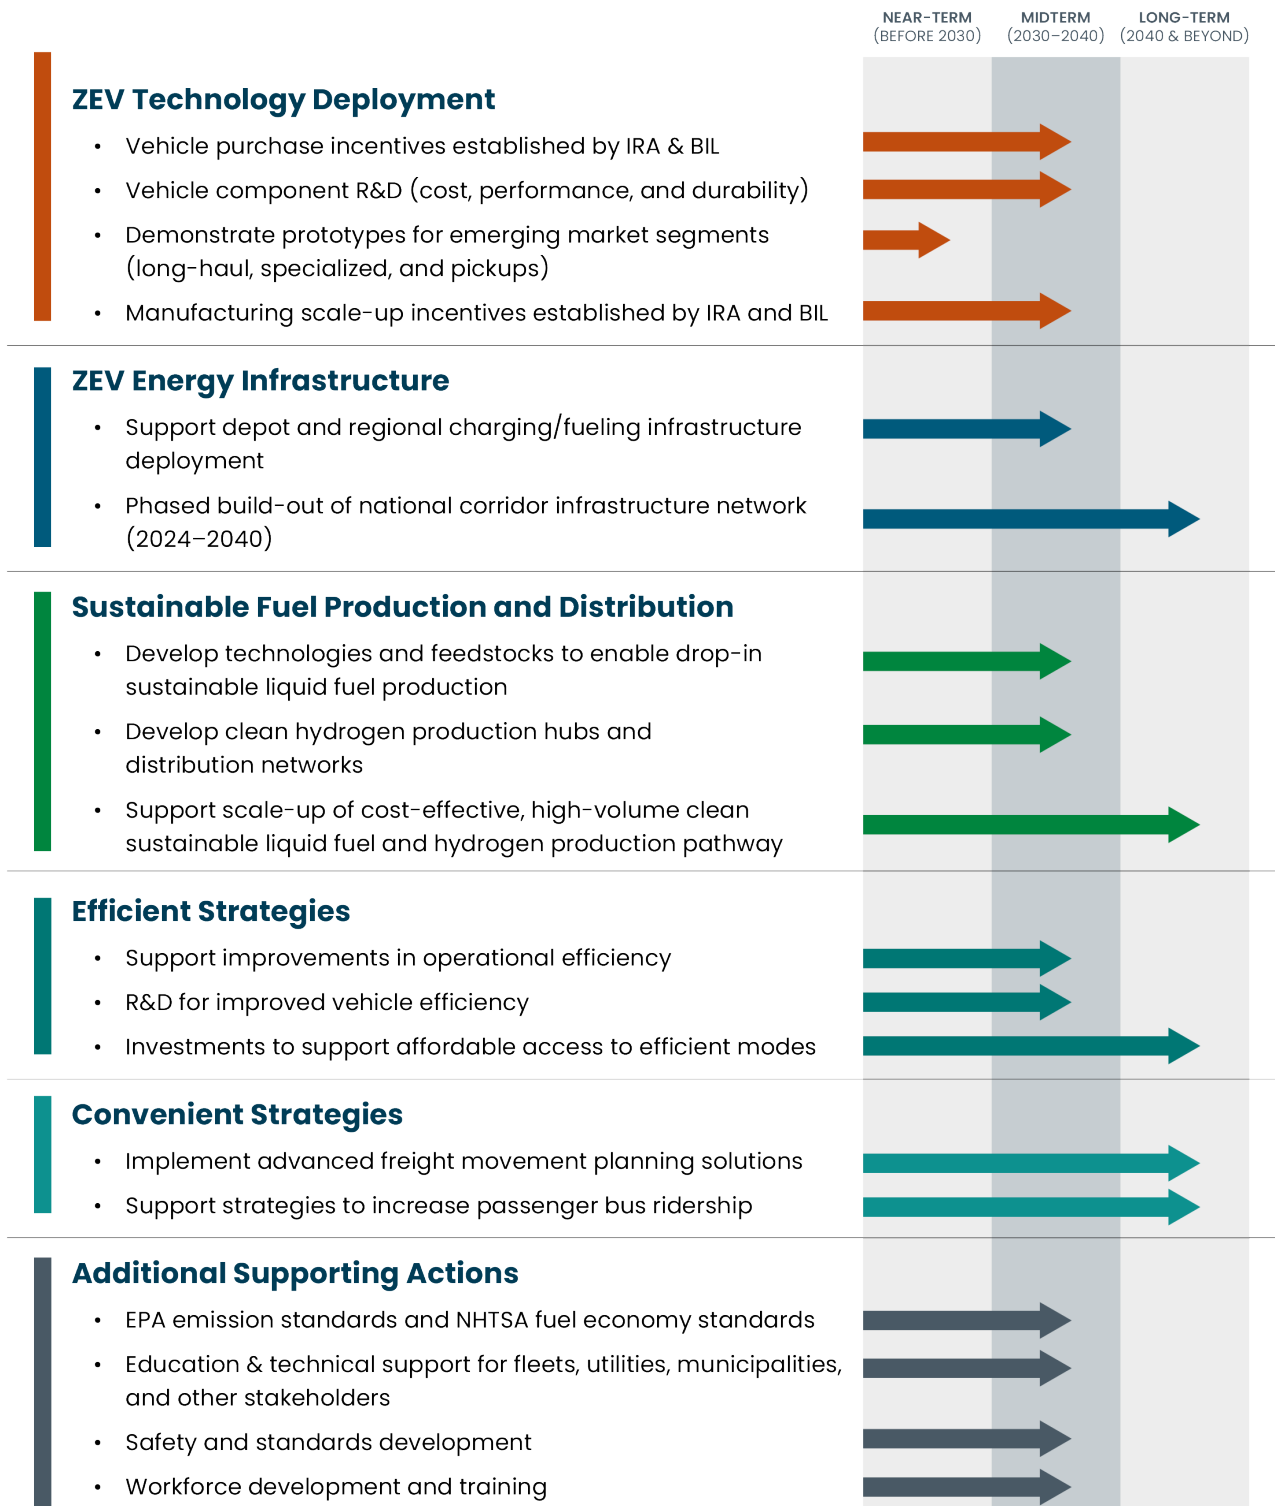 NEAR-TERM MIDTERM LONG-TERM
(BEFORE 2030) (2030–2040) (2040 & BEYOND)
ZEV Technology Deployment
• Vehicle purchase incentives established by IRA & BIL
• Vehicle component R&D (cost, performance, and durability)
• Demonstrate prototypes for emerging market segments
(long-haul, specialized, and pickups)
• Manufacturing scale-up incentives established by IRA and BIL
ZEV Energy Infrastructure
• Support depot and regional charging/fueling infrastructure
deployment
• Phased build-out of national corridor infrastructure network
(2024–2040)
Sustainable Fuel Production and Distribution
• Develop technologies and feedstocks to enable drop-in
sustainable liquid fuel production
• Develop clean hydrogen production hubs and
distribution networks
• Support scale-up of cost-effective, high-volume clean
sustainable liquid fuel and hydrogen production pathway
Efficient Strategies
• Support improvements in operational efficiency
• R&D for improved vehicle efficiency
• Investments to support affordable access to efficient modes
Convenient Strategies
• Implement advanced freight movement planning solutions
• Support strategies to increase passenger bus ridership
Additional Supporting Actions
• EPA emission standards and NHTSA fuel economy standards
• Education & technical support for fleets, utilities, municipalities,
and other stakeholders
• Safety and standards development
• Workforce development and training